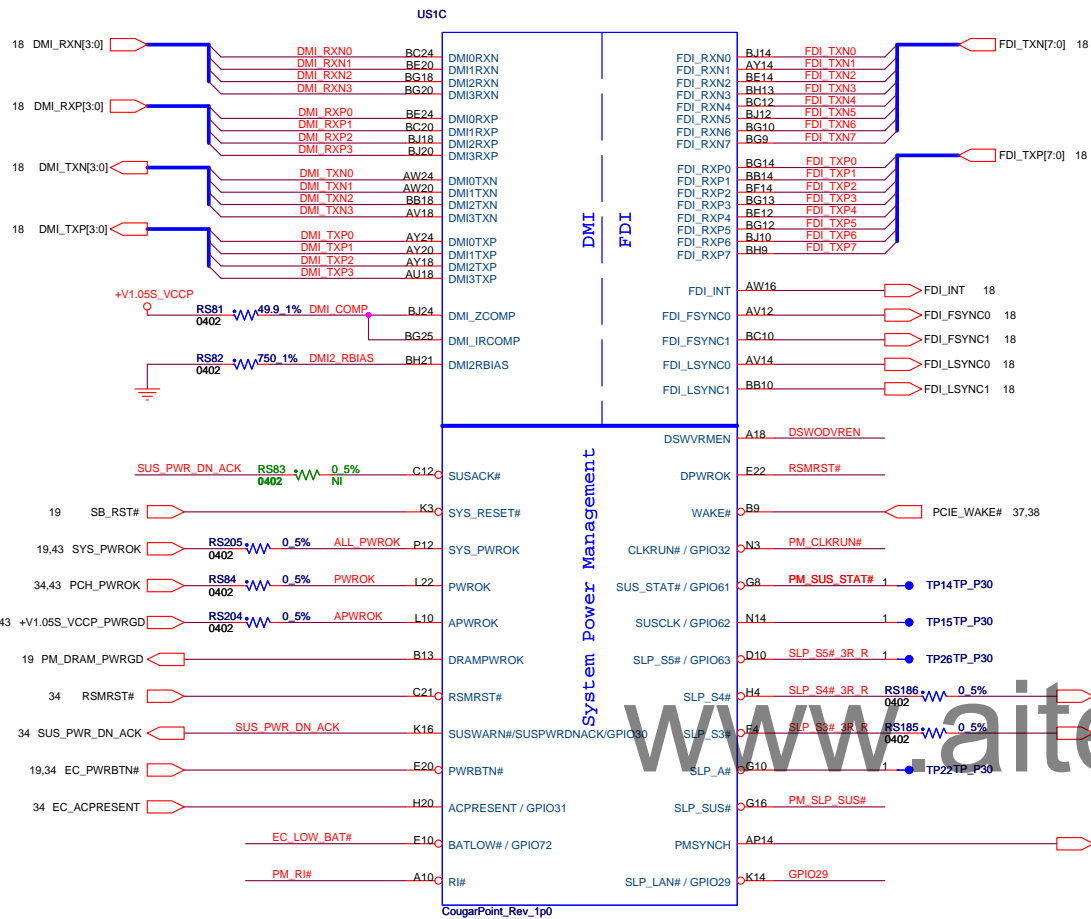 US1C
18 DMI_RXN[3:0]
DMI_RXN0 BC24 DMI0RXN
DMI_RXN1 BE20 DMI1RXN
DMI_RXN2 BG18 DMI2RXN
DMI_RXN3 BG20 DMI3RXN
18 DMI_RXP[3:0]
DMI_RXP0 BE24 DMI0RXP
DMI_RXP1 BC20 DMI1RXP
DMI_RXP2 BJ18 DMI2RXP
DMI_RXP3 BJ20 DMI3RXP
18 DMI_TXN[3:0]
DMI_TXN0 AW24 DMI0TXN
DMI_TXN1 AW20 DMI1TXN
DMI_TXN2 BB18 DMI2TXN
DMI_TXN3 AV18 DMI3TXN
18 DMI_TXP[3:0]
DMI_TXP0 AY24 DMI0TXP
DMI_TXP1 AY20 DMI1TXP
DMI_TXP2 AY18 DMI2TXP
DMI_TXP3 AU18 DMI3TXP
+V1.05S_VCCP
RS81 49.9_1% DMI_COMP BJ24 DMI_ZCOMP
0402
BG25 DMI_IRCOMP
RS82 750_1% DMI2_RBIAS BH21 DMI2RBIAS
0402
DMI
FDI
FDI_RXN0 BJ14 FDI_TXN0 FDI_TXN[7:0] 18
FDI_RXN1 AY14 FDI_TXN1
FDI_RXN2 BE14 FDI_TXN2
FDI_RXN3 BH13 FDI_TXN3
FDI_RXN4 BC12 FDI_TXN4
FDI_RXN5 BJ12 FDI_TXN5
FDI_RXN6 BG10 FDI_TXN6
FDI_RXN7 BG9 FDI_TXN7
FDI_TXP[7:0] 18
FDI_RXP0 BG14 FDI_TXP0
FDI_RXP1 BB14 FDI_TXP1
FDI_RXP2 BF14 FDI_TXP2
FDI_RXP3 BG13 FDI_TXP3
FDI_RXP4 BE12 FDI_TXP4
FDI_RXP5 BG12 FDI_TXP5
FDI_RXP6 BJ10 FDI_TXP6
FDI_RXP7 BH9 FDI_TXP7
FDI_INT AW16 FDI_INT 18
FDI_FSYNC0 AV12 FDI_FSYNC0 18
FDI_FSYNC1 BC10 FDI_FSYNC1 18
FDI_LSYNC0 AV14 FDI_LSYNC0 18
FDI_LSYNC1 BB10 FDI_LSYNC1 18
System Power Management
SUS_PWR_DN_ACK RS83 0_5% C12 SUSACK#
0402 NI
19 SB_RST# K3 SYS_RESET#
19,43 SYS_PWROK RS205 0_5% ALL_PWROK P12 SYS_PWROK
0402
34,43 PCH_PWROK RS84 0_5% PWROK L22 PWROK
0402
43 +V1.05S_VCCP_PWRGD RS204 0_5% APWROK L10 APWROK
0402
19 PM_DRAM_PWRGD B13 DRAMPWROK
34 RSMRST# C21 RSMRST#
34 SUS_PWR_DN_ACK SUS_PWR_DN_ACK K16 SUSWARN#/SUSPWRDNACK/GPIO30
19,34 EC_PWRBTN# E20 PWRBTN#
34 EC_ACPRESENT H20 ACPRESENT / GPIO31
EC_LOW_BAT# E10 BATLOW# / GPIO72
PM_RI# A10 RI#
DSWVRMEN A18 DSWODVREN
DPWROK E22 RSMRST#
WAKE# B9 PCIE_WAKE# 37,38
CLKRUN# / GPIO32 N3 PM_CLKRUN#
SUS_STAT# / GPIO61 G8 PM_SUS_STAT# 1 TP14 TP_P30
SUSCLK / GPIO62 N14 1 TP15 TP_P30
SLP_S5# / GPIO63 D10 SLP_S5#_3R_R 1 TP26 TP_P30
SLP_S4# H4 SLP_S4#_3R_R RS186 0_5%
0402
SLP_S3# F4 SLP_S3#_3R_R RS185 0_5%
0402
SLP_A# G10 1 TP22 TP_P30
SLP_SUS# G16 PM_SLP_SUS#
PMSYNCH AP14
SLP_LAN# / GPIO29 K14 GPIO29
CougarPoint_Rev_1p0
www.aite